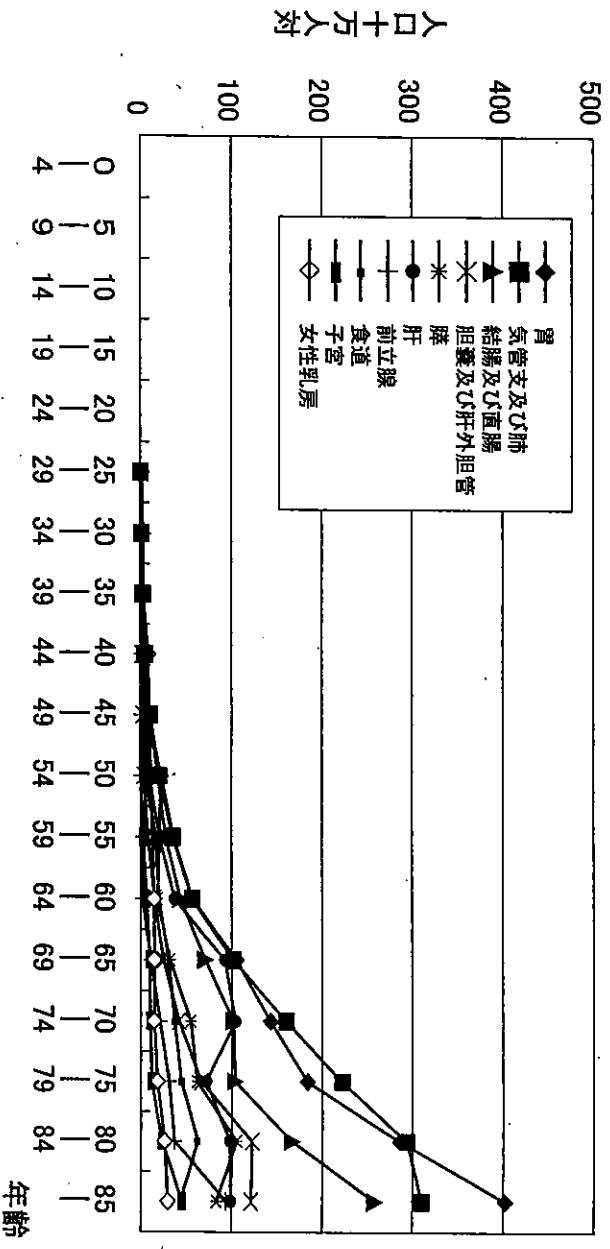 人口十万人対
500
400
300
200
100
0
胃
気管支及び肺
結腸及び直腸
胆嚢及び肝外胆管
膵
肝
前立腺
食道
子宮
女性乳房
0 5 10 15 20 25 30 35 40 45 50 55 60 65 70 75 80 85
| | | | | | | | | | | | | | | | | |
4 9 14 19 24 29 34 39 44 49 54 59 64 69 74 79 84
年齢